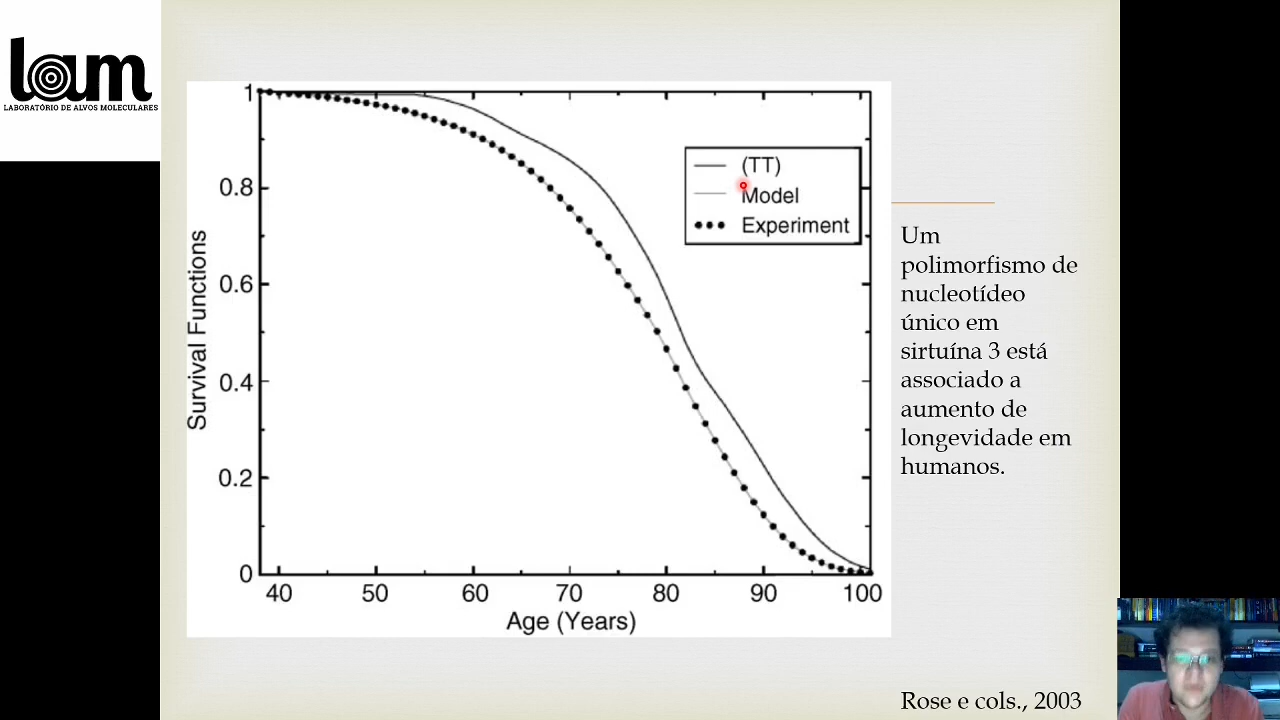 lam
LABORATÓRIO DE ALVOS MOLECULARES
1
0.8
0.6
0.4
0.2
0
Survival Functions
40 50 60 70 80 90 100
Age (Years)
(TT)
Model
Experiment
Um
polimorfismo de
nucleotídeo
único em
sirtuína 3 está
associado a
aumento de
longevidade em
humanos.
Rose e cols., 2003